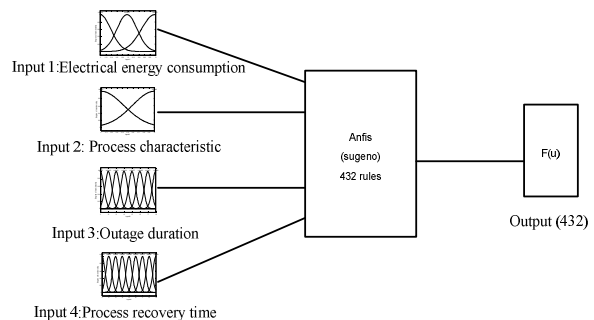 Input 1:Electrical energy consumption
Input 2: Process characteristic
Input 3:Outage duration
Input 4:Process recovery time
Anfis
(sugeno)
432 rules
F(u)
Output (432)